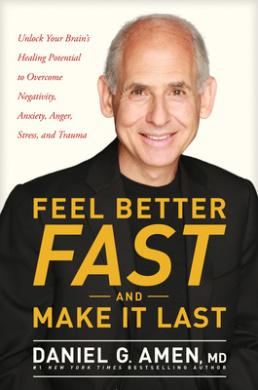 Unlock Your Brain's
Healing Potential
to Overcome
Negativity,
Anxiety, Anger,
Stress, and Trauma
FEEL BETTER
FAST
AND
MAKE IT LAST
DANIEL G. AMEN, MD
#1 NEW YORK TIMES BESTSELLING AUTHOR